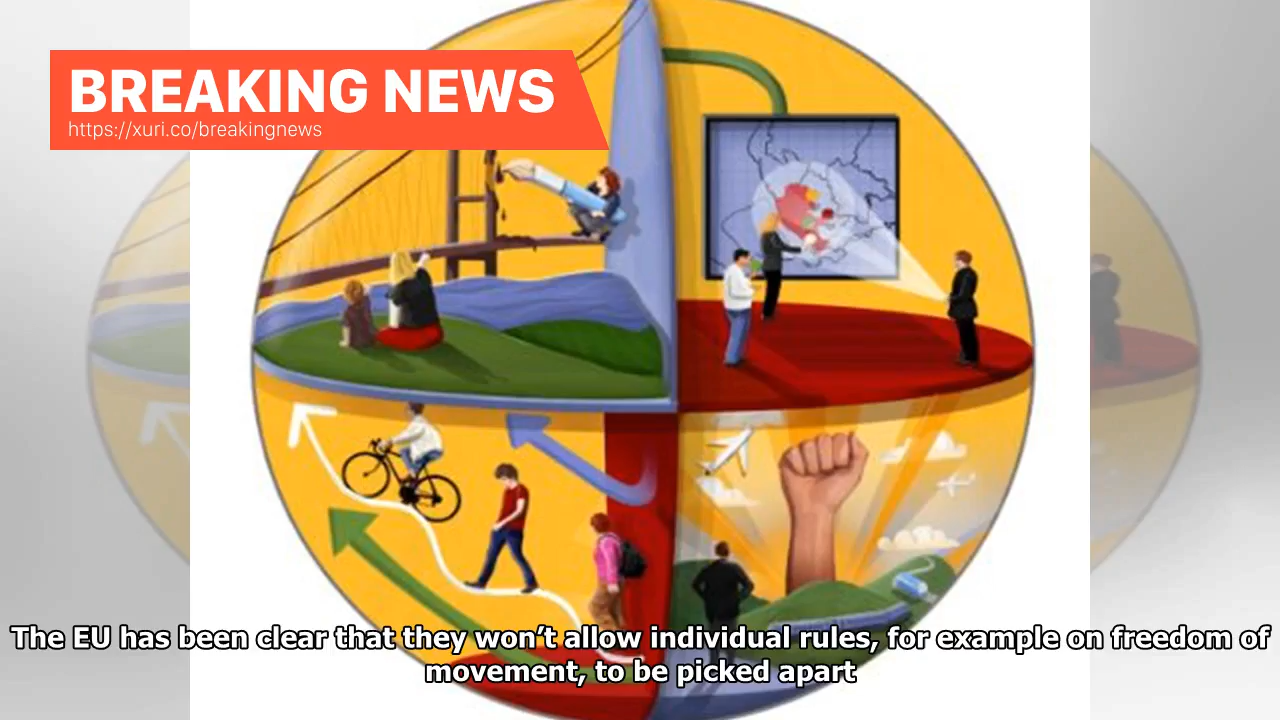 BREAKING NEWS
https://xuri.co/breakingnews
The EU has been clear that they won’t allow individual rules, for example on freedom of
movement, to be picked apart